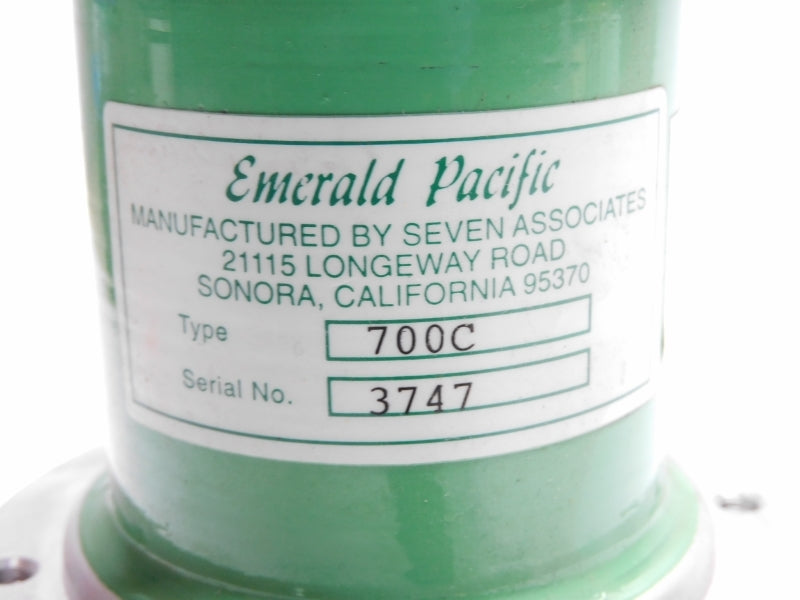 Emerald Pacific
MANUFACTURED BY SEVEN ASSOCIATES
21115 LONGEWAY ROAD
SONORA, CALIFORNIA 95370
Type 700C
Serial No. 3747